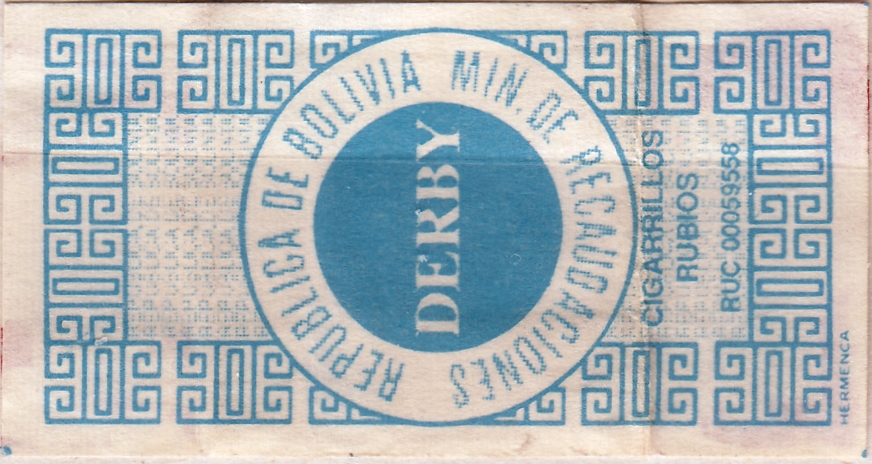 REPUBLICA DE BOLIVIA MIN. DE RECAUDACIONES
DERBY
CIGARRILLOS
RUBIOS
RUC 00059558
HERMENCA